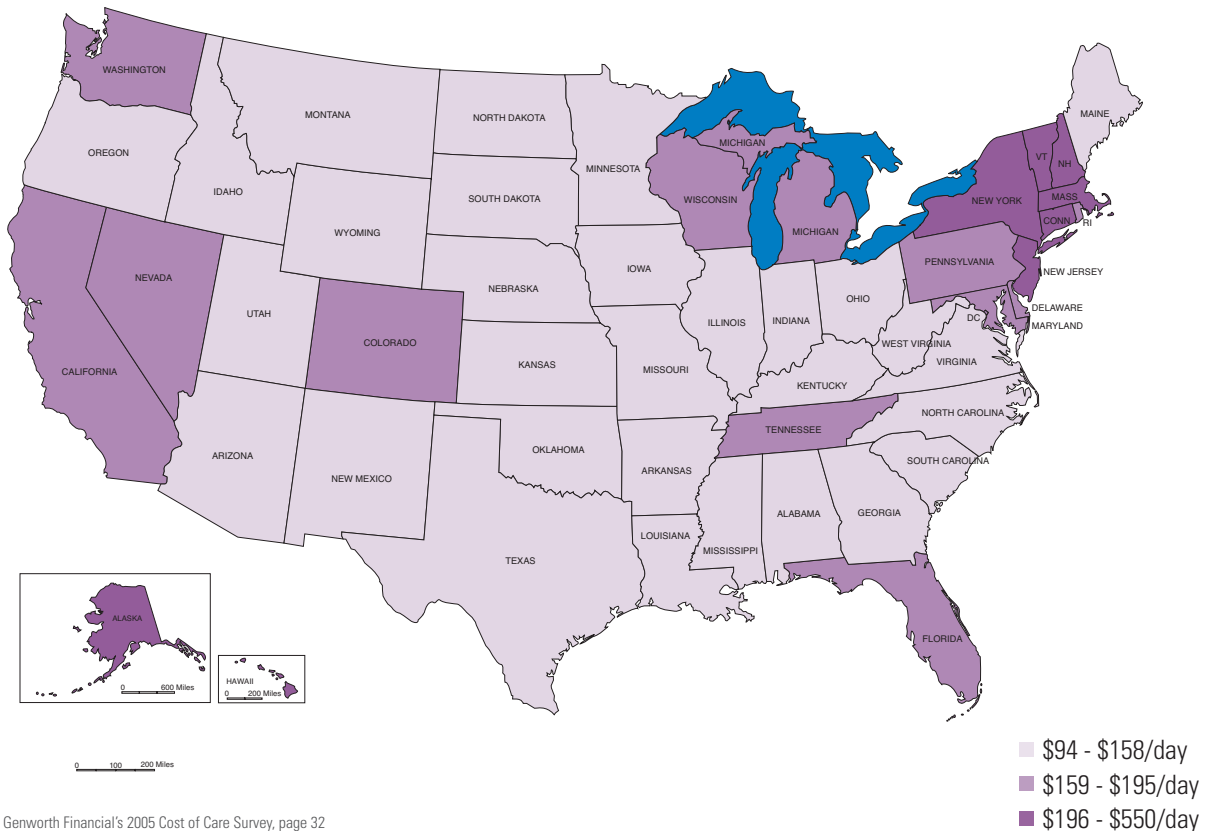 WASHINGTON
MONTANA
NORTH DAKOTA
MAINE
MICHIGAN
OREGON
MINNESOTA
VT
NH
IDAHO
SOUTH DAKOTA
WISCONSIN
NEW YORK
MASS
CONN
RI
WYOMING
MICHIGAN
PENNSYLVANIA
IOWA
NEW JERSEY
NEVADA
NEBRASKA
OHIO
DELAWARE
UTAH
ILLINOIS
INDIANA
DC
MARYLAND
COLORADO
WEST VIRGINIA
VIRGINIA
CALIFORNIA
KANSAS
MISSOURI
KENTUCKY
NORTH CAROLINA
TENNESSEE
ARIZONA
OKLAHOMA
SOUTH CAROLINA
NEW MEXICO
ARKANSAS
ALABAMA
GEORGIA
LOUISIANA
MISSISSIPPI
TEXAS
ALASKA
FLORIDA
HAWAII
0 600 Miles
0 200 Miles
0 100 200 Miles
$94 - $158/day
$159 - $195/day
$196 - $550/day
Genworth Financial's 2005 Cost of Care Survey, page 32